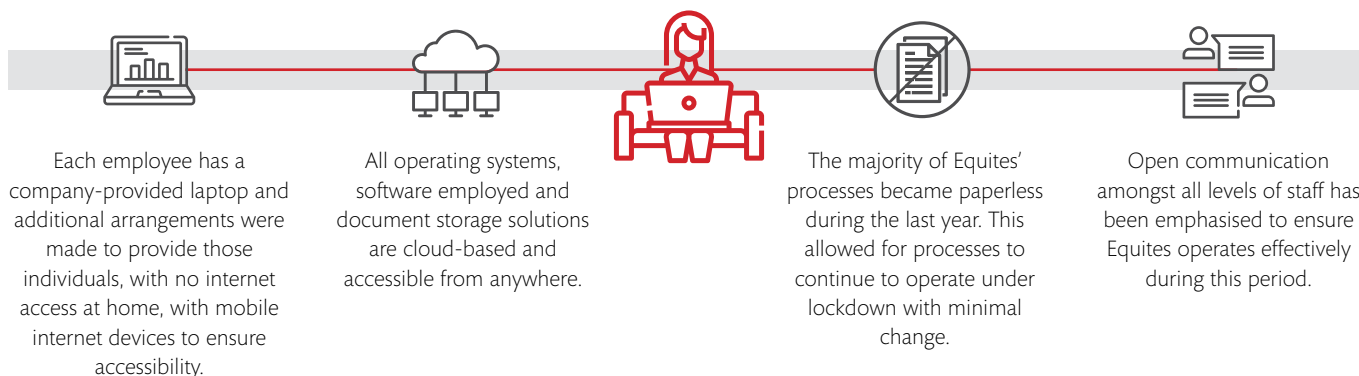 Each employee has a
company-provided laptop and
additional arrangements were
made to provide those
individuals, with no internet
access at home, with mobile
internet devices to ensure
accessibility.
All operating systems,
software employed and
document storage solutions
are cloud-based and
accessible from anywhere.
The majority of Equites’
processes became paperless
during the last year. This
allowed for processes to
continue to operate under
lockdown with minimal
change.
Open communication
amongst all levels of staff has
been emphasised to ensure
Equites operates effectively
during this period.